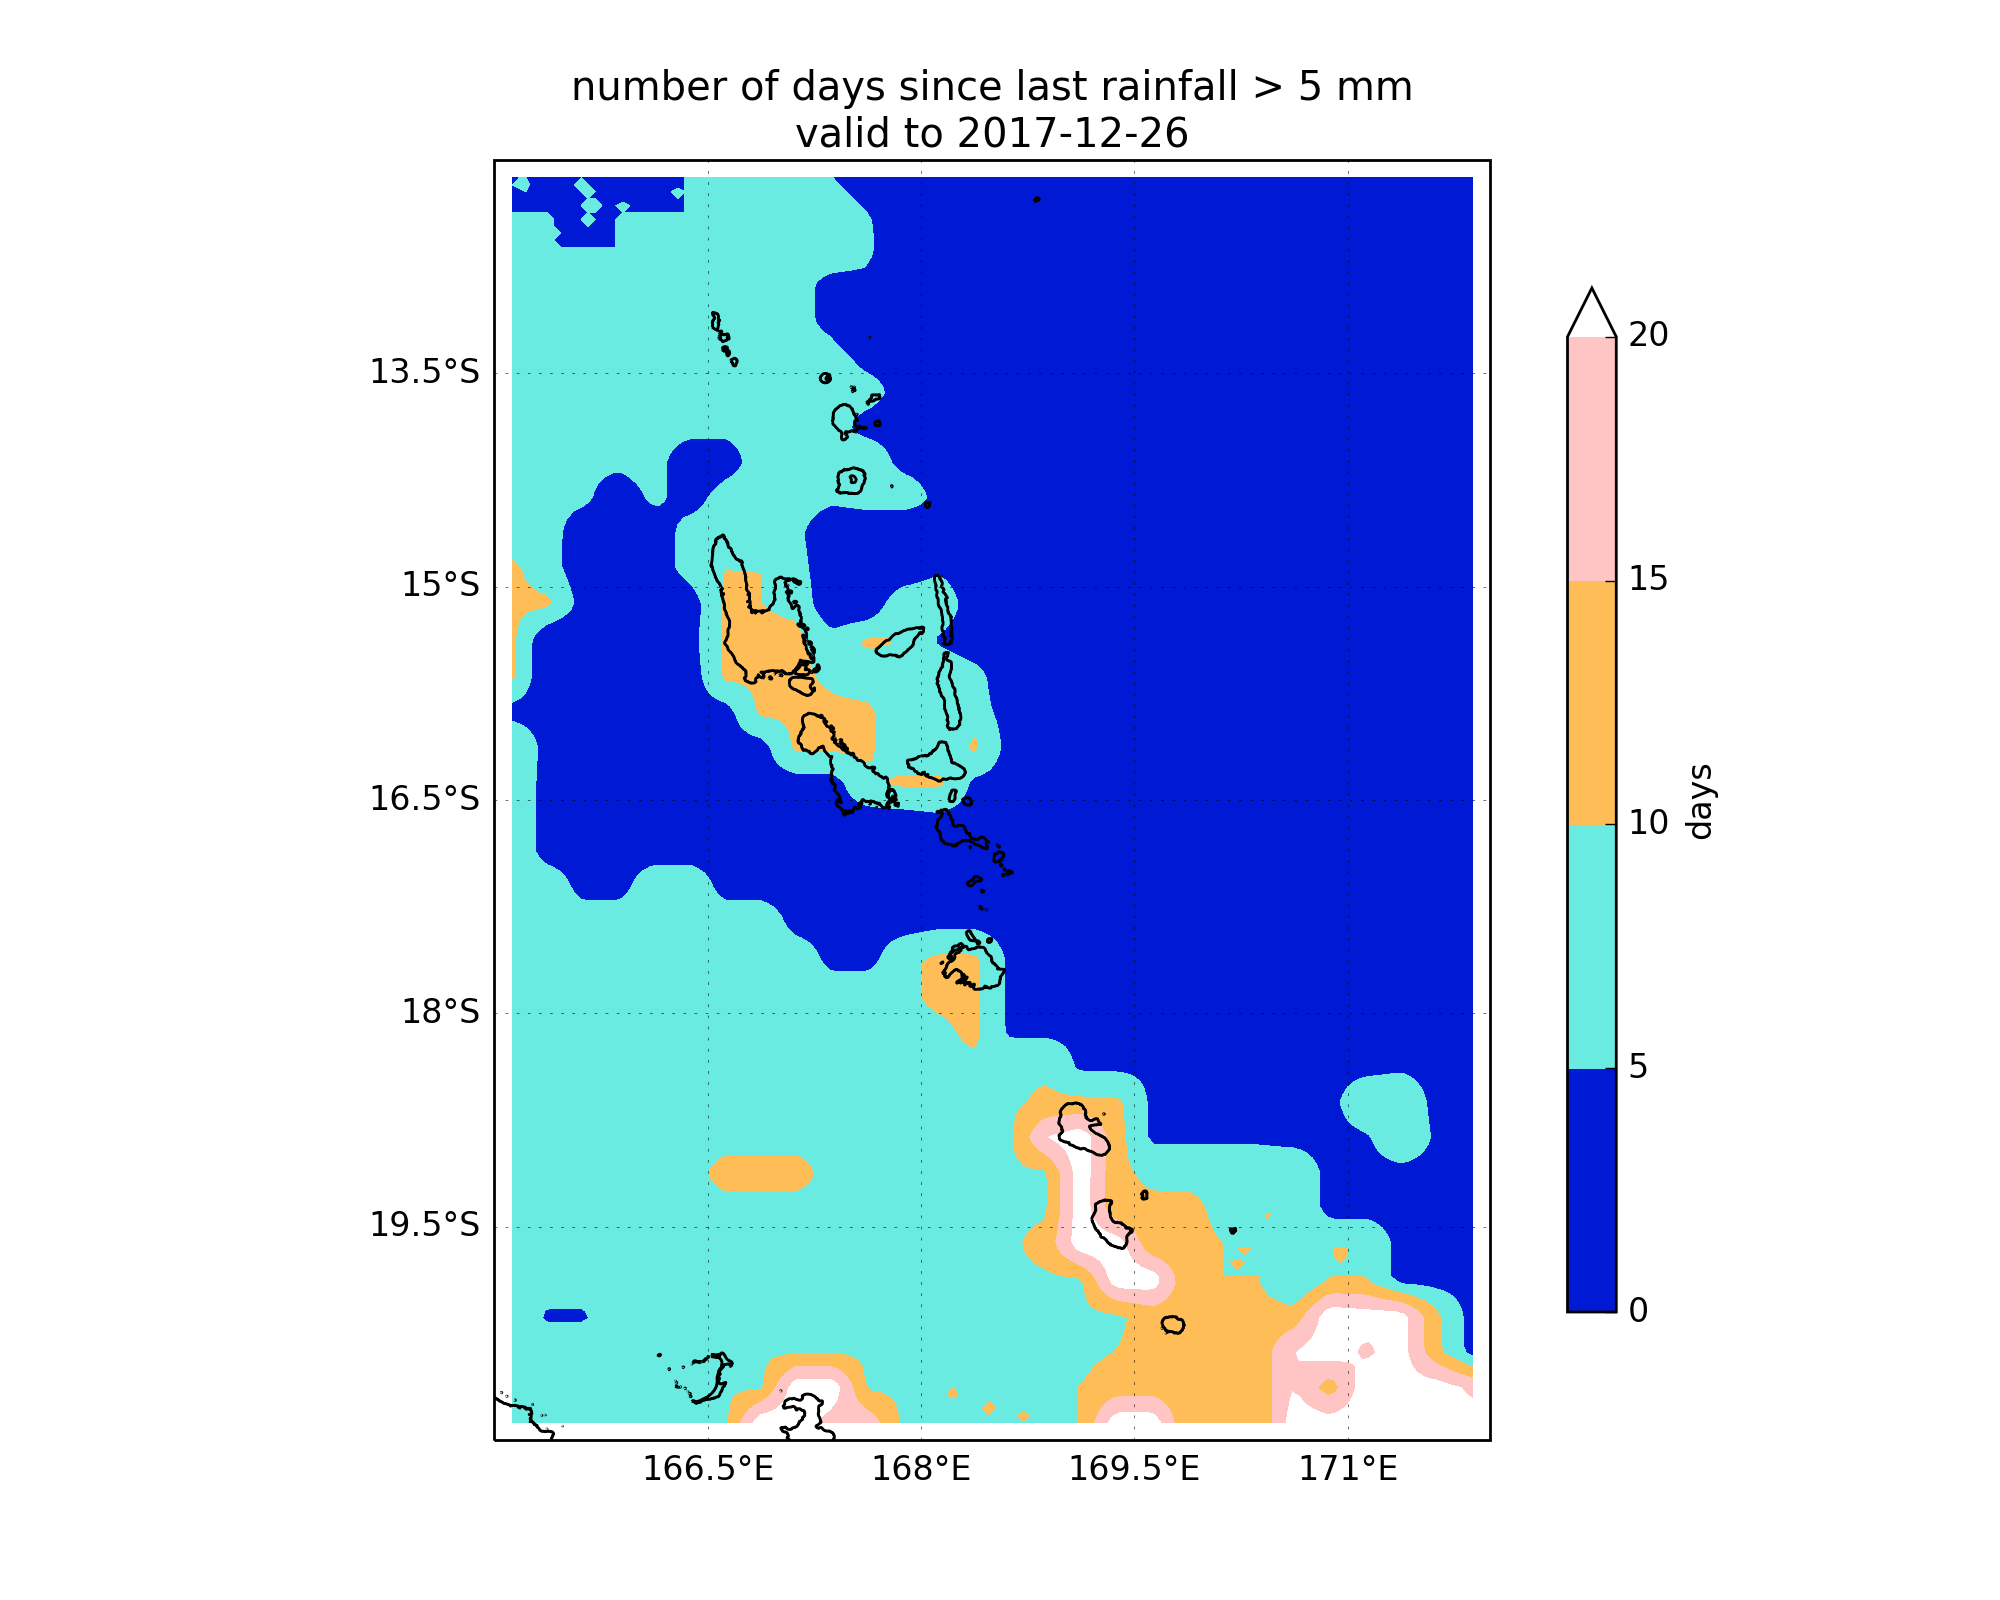 number of days since last rainfall > 5 mm
valid to 2017-12-26
13.5°S
15°S
16.5°S
18°S
19.5°S
166.5°E
168°E
169.5°E
171°E
20
15
10
5
0
days